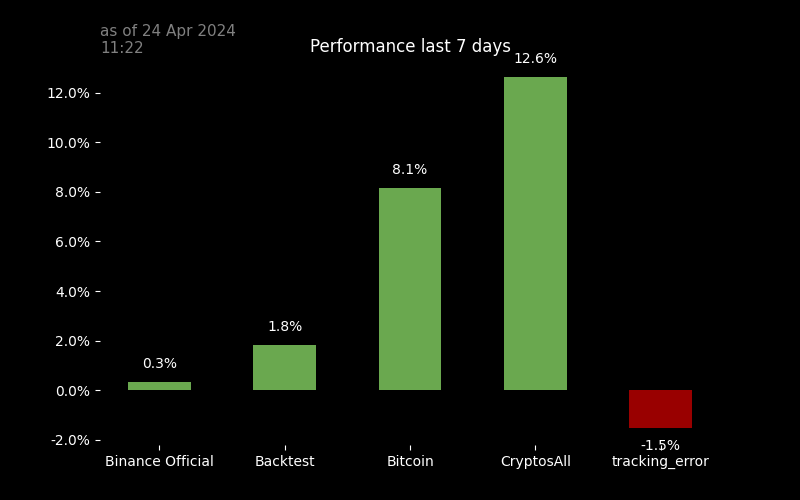 as of 24 Apr 2024
11:22
Performance last 7 days
12.6%
12.0%
10.0%
8.1%
8.0%
6.0%
4.0%
1.8%
2.0%
0.3%
0.0%
-2.0%
-1.5%
Binance Official
Backtest
Bitcoin
CryptosAll
tracking_error